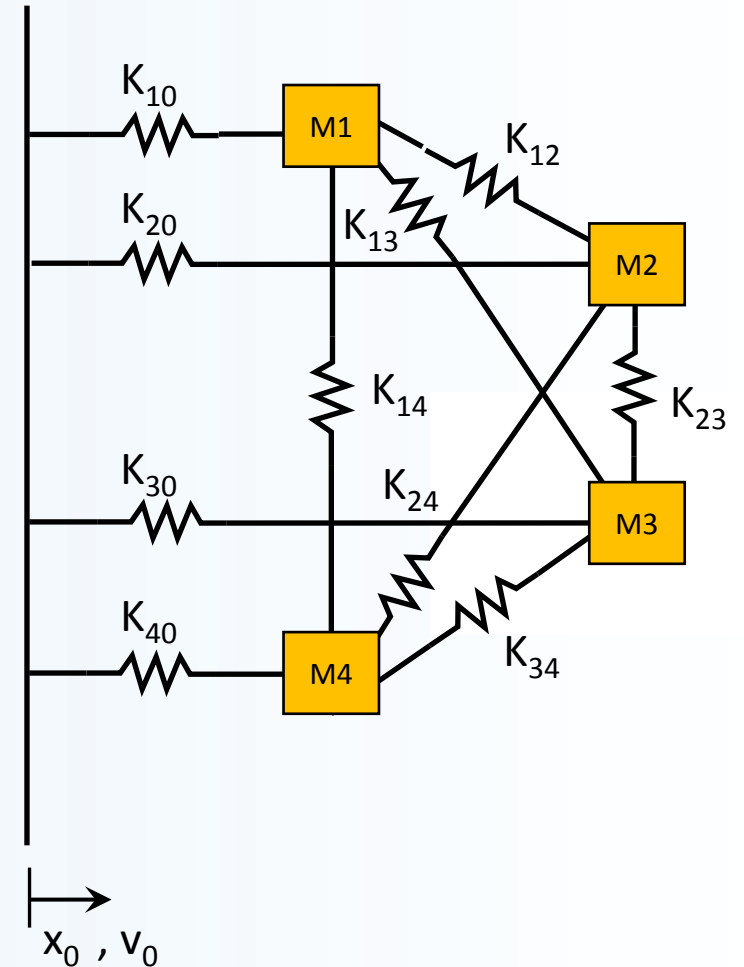 K₁₀
M1
K₁₂
K₂₀
K₁₃
M2
K₁₄
K₂₃
K₃₀
K₂₄
M3
K₄₀
K₃₄
M4
x₀ , v₀